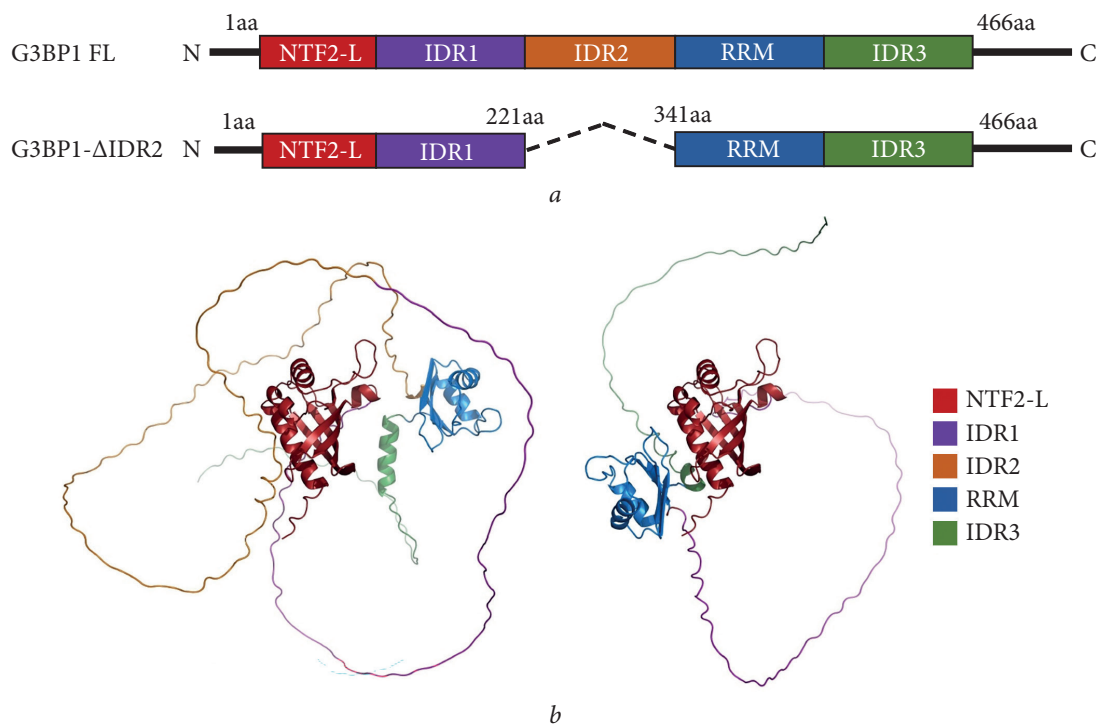 1aa 466aa
G3BP1 FL N NTF2-L IDR1 IDR2 RRM IDR3 C
1aa 221aa 341aa 466aa
G3BP1-ΔIDR2 N NTF2-L IDR1 RRM IDR3 C
a
NTF2-L
IDR1
IDR2
RRM
IDR3
b